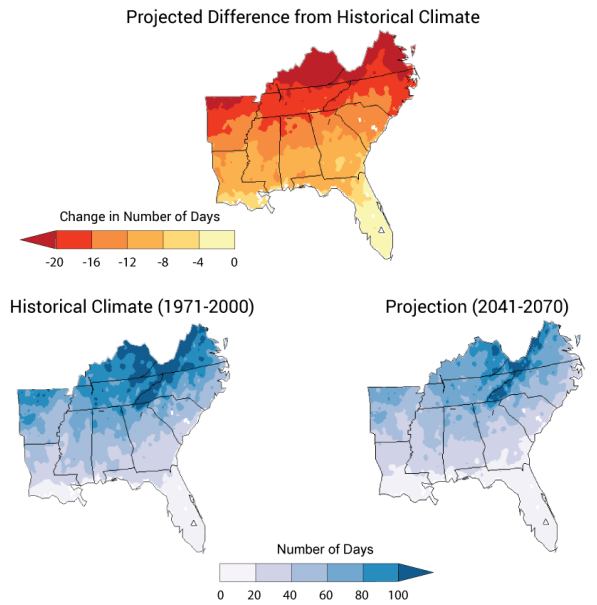 Projected Difference from Historical Climate
Change in Number of Days
-20 -16 -12 -8 -4 0
Historical Climate (1971-2000)
Projection (2041-2070)
Number of Days
0 20 40 60 80 100